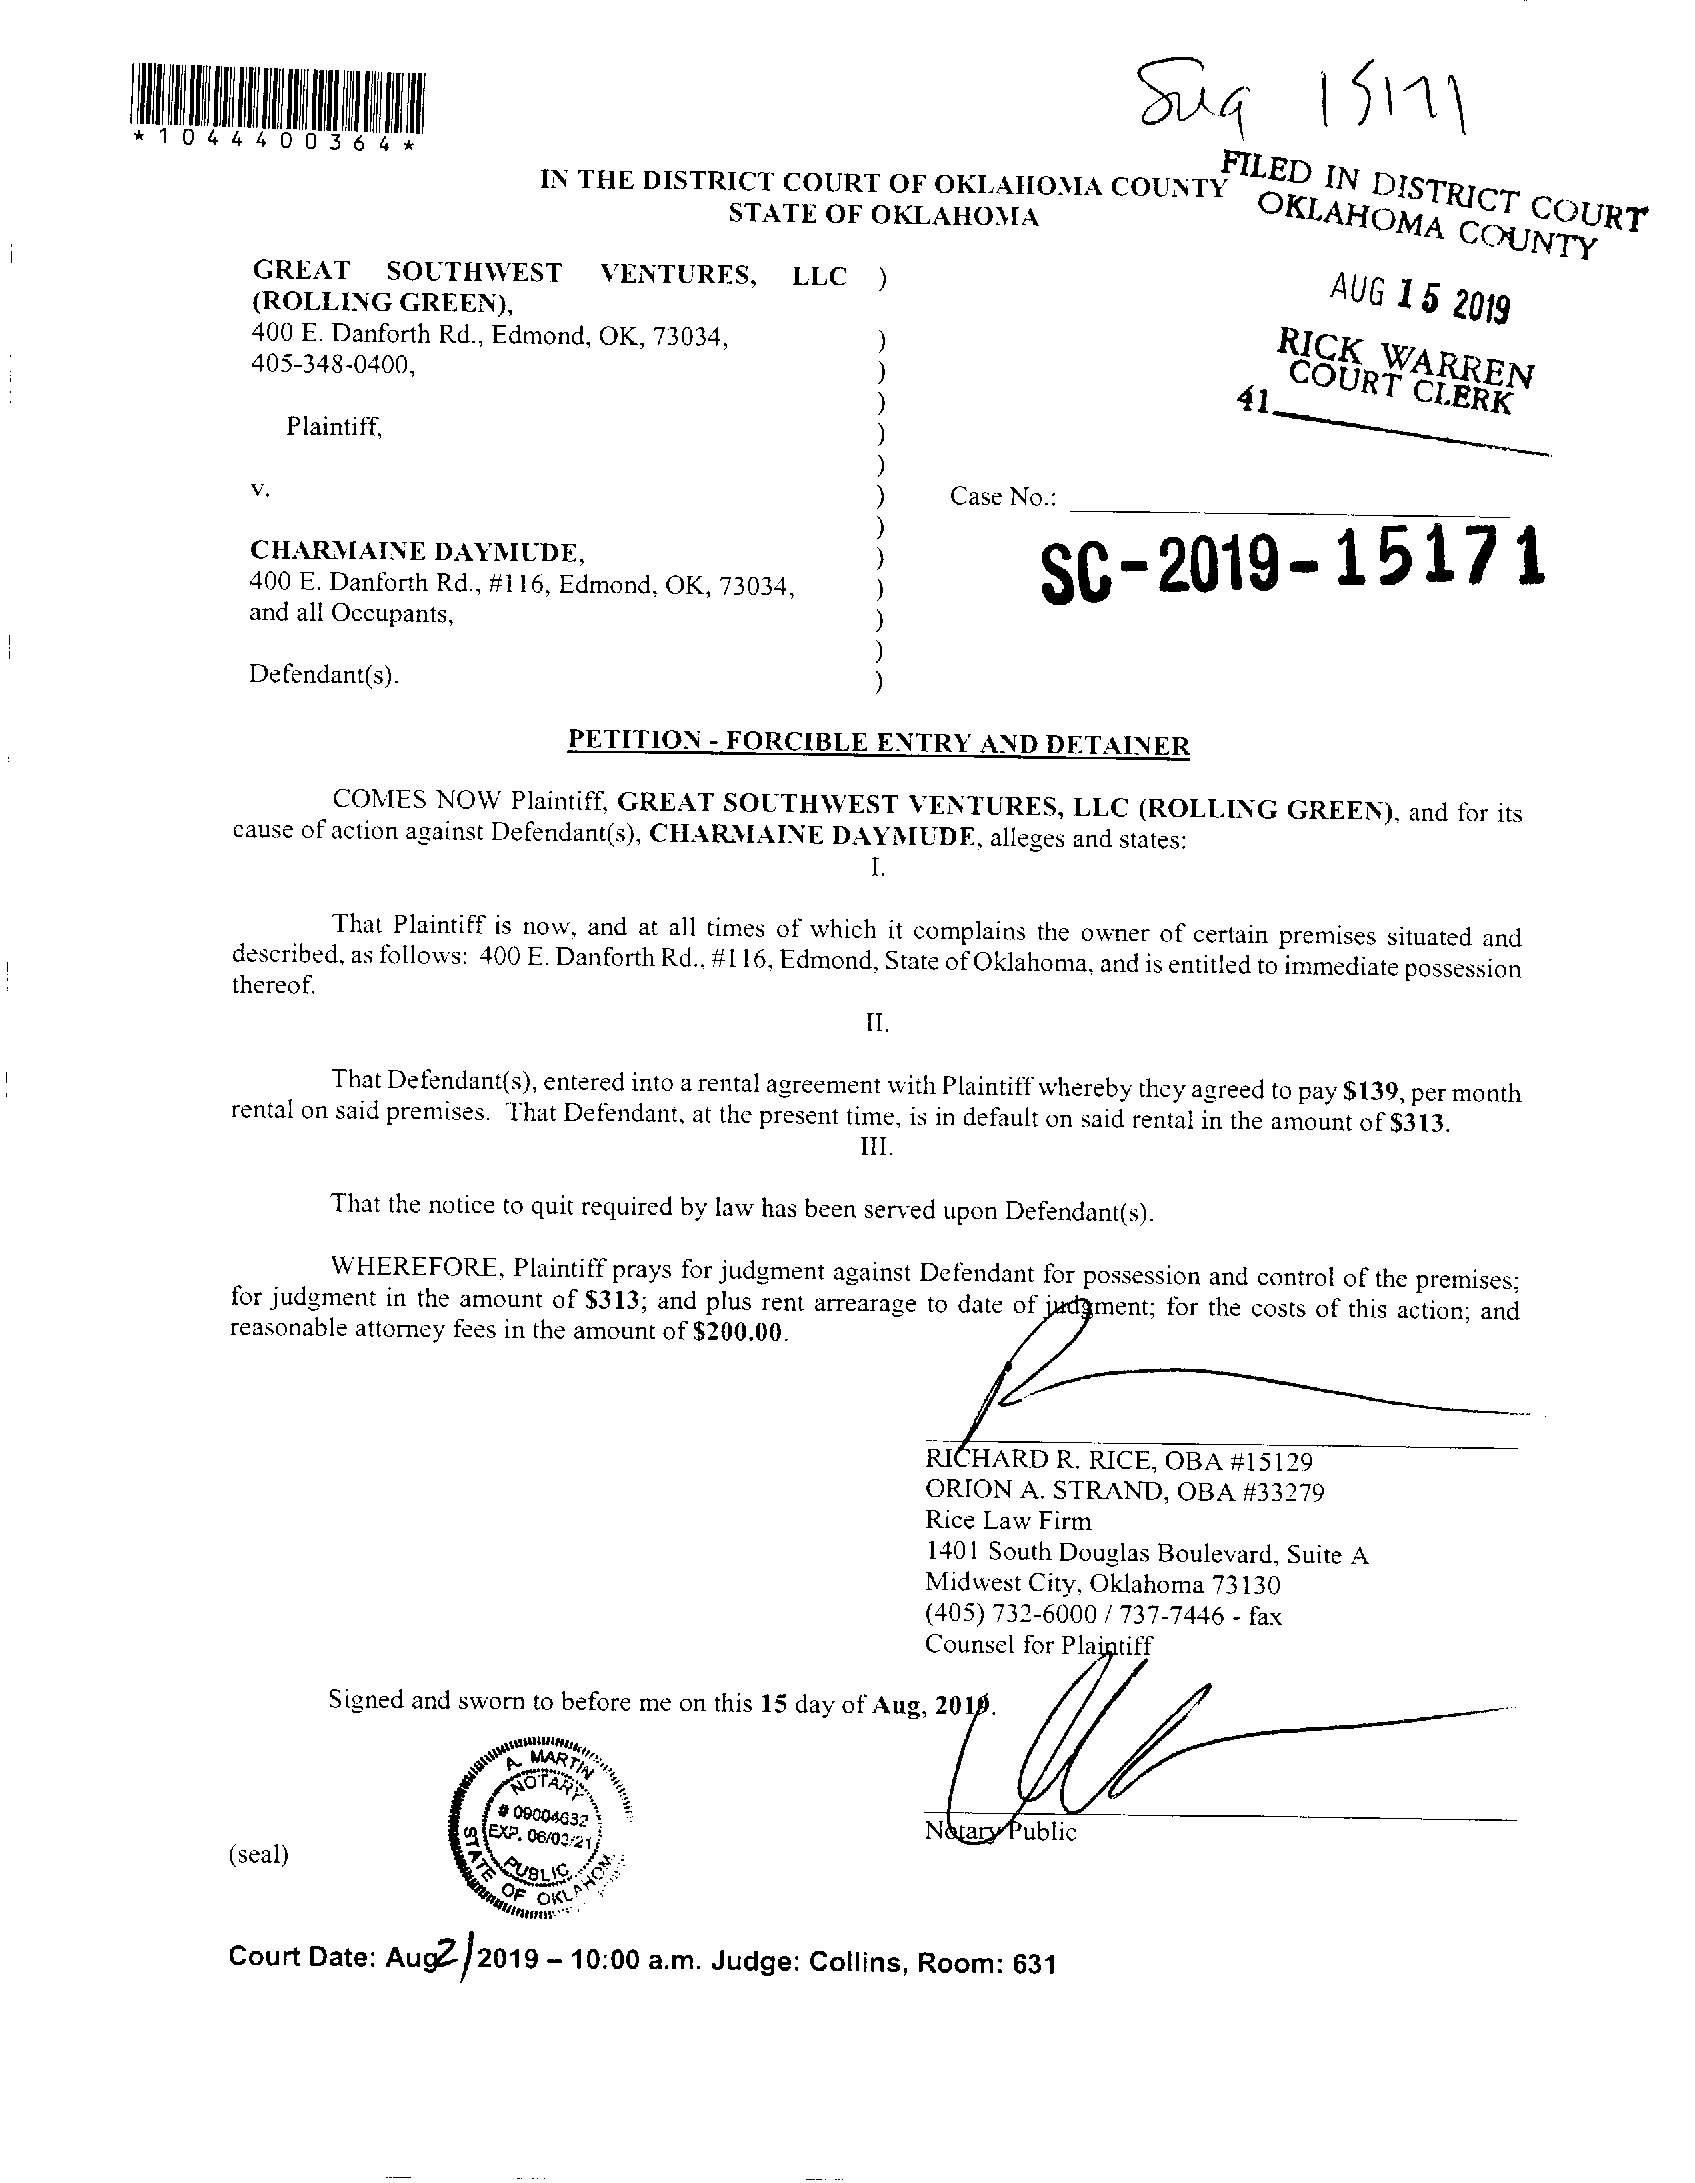 *1044400364*
15171
IN THE DISTRICT COURT OF OKLAHOMA COUNTY
STATE OF OKLAHOMA
FILED IN DISTRICT COURT
OKLAHOMA COUNTY
AUG 15 2019
RICK WARREN
COURT CLERK
41
GREAT SOUTHWEST VENTURES, LLC )
(ROLLING GREEN),
400 E. Danforth Rd., Edmond, OK, 73034, )
405-348-0400, )
)
Plaintiff, )
)
v. ) Case No.:
)
SC-2019-15171
CHARMAINE DAYMUDE, )
400 E. Danforth Rd., #116, Edmond, OK, 73034, )
and all Occupants, )
)
Defendant(s). )
PETITION - FORCIBLE ENTRY AND DETAINER
COMES NOW Plaintiff, GREAT SOUTHWEST VENTURES, LLC (ROLLING GREEN), and for its
cause of action against Defendant(s), CHARMAINE DAYMUDE, alleges and states:
I.
That Plaintiff is now, and at all times of which it complains the owner of certain premises situated and
described, as follows: 400 E. Danforth Rd., #116, Edmond, State of Oklahoma, and is entitled to immediate possession
thereof.
II.
That Defendant(s), entered into a rental agreement with Plaintiff whereby they agreed to pay $139, per month
rental on said premises. That Defendant, at the present time, is in default on said rental in the amount of $313.
III.
That the notice to quit required by law has been served upon Defendant(s).
WHEREFORE, Plaintiff prays for judgment against Defendant for possession and control of the premises;
for judgment in the amount of $313; and plus rent arrearage to date of judgment; for the costs of this action; and
reasonable attorney fees in the amount of $200.00.
RICHARD R. RICE, OBA #15129
ORION A. STRAND, OBA #33279
Rice Law Firm
1401 South Douglas Boulevard, Suite A
Midwest City, Oklahoma 73130
(405) 732-6000 / 737-7446 - fax
Counsel for Plaintiff
Signed and sworn to before me on this 15 day of Aug, 2019.
A. MARTIN
NOTARY
# 09004632
EXP. 06/03/21
PUBLIC
STATE OF OKLAHOM
Notary Public
(seal)
Court Date: Aug 21 2019 – 10:00 a.m. Judge: Collins, Room: 631